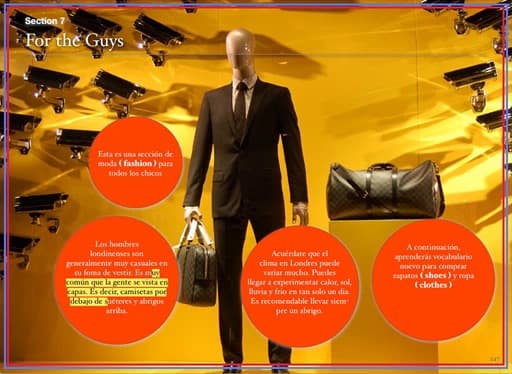 Section 7
For the Guys
Esta es una sección de
moda ( fashion ) para
todos los chicos
Los hombres
londinenses son
generalmente muy casuales en
su foma de vestir. Es muy
común que la gente se vista en
capas. Es decir, camisetas por
debajo de suéteres y abrigos
arriba.
Acuérdate que el
clima en Londres puede
variar mucho. Puedes
llegar a experimentar calor, sol,
lluvia y frío en tan solo un día.
Es recomendable llevar siem-
pre un abrigo.
A continuación,
aprenderás vocabulario
nuevo para comprar
zapatos ( shoes ) y ropa
( clothes )
147